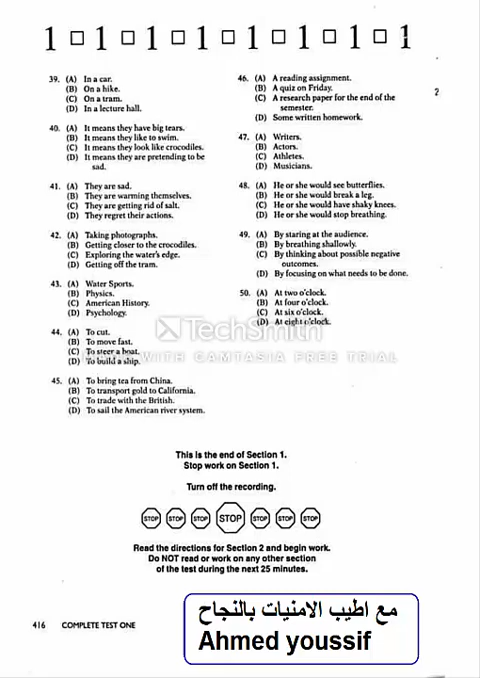 1 □ 1 □ 1 □ 1 □ 1 □ 1 □ 1 □ 1
39. (A) In a car.
(B) On a hike.
(C) On a tram.
(D) In a lecture hall.
40. (A) It means they have big tears.
(B) It means they like to swim.
(C) It means they look like crocodiles.
(D) It means they are pretending to be
sad.
41. (A) They are sad.
(B) They are warming themselves.
(C) They are getting rid of salt.
(D) They regret their actions.
42. (A) Taking photographs.
(B) Getting closer to the crocodiles.
(C) Exploring the water's edge.
(D) Getting off the tram.
43. (A) Water Sports.
(B) Physics.
(C) American History.
(D) Psychology.
44. (A) To cut.
(B) To move fast.
(C) To steer a boat.
(D) To build a ship.
45. (A) To bring tea from China.
(B) To transport gold to California.
(C) To trade with the British.
(D) To sail the American river system.
46. (A) A reading assignment.
(B) A quiz on Friday.
(C) A research paper for the end of the
semester.
(D) Some written homework.
47. (A) Writers.
(B) Actors.
(C) Athletes.
(D) Musicians.
48. (A) He or she would see butterflies.
(B) He or she would break a leg.
(C) He or she would have shaky knees.
(D) He or she would stop breathing.
49. (A) By staring at the audience.
(B) By breathing shallowly.
(C) By thinking about possible negative
outcomes.
(D) By focusing on what needs to be done.
50. (A) At two o'clock.
(B) At four o'clock.
(C) At six o'clock.
(D) At eight o'clock.
2
TechSmith
WITH CAMTASIA FREE TRIAL
This is the end of Section 1.
Stop work on Section 1.
Turn off the recording.
STOP STOP STOP STOP STOP STOP STOP
Read the directions for Section 2 and begin work.
Do NOT read or work on any other section
of the test during the next 25 minutes.
416 COMPLETE TEST ONE
مع اطيب الامنيات بالنجاح
Ahmed youssif